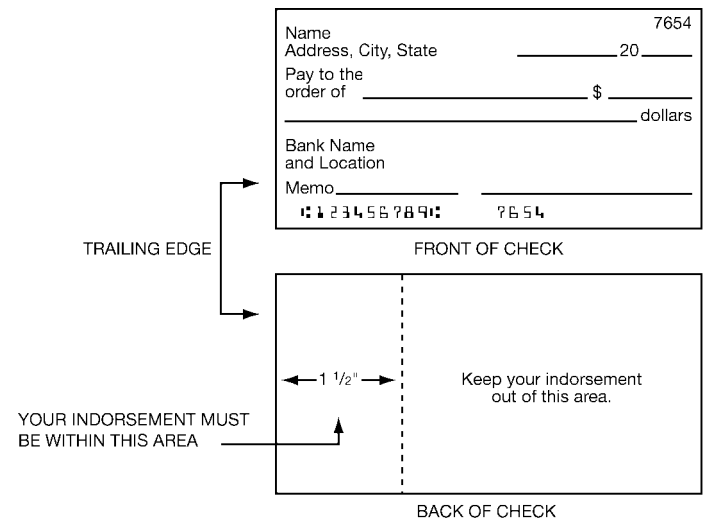 7654
Name
Address, City, State 20
Pay to the
order of $
dollars
Bank Name
and Location
Memo
⑆123456789⑆ 7654
TRAILING EDGE
FRONT OF CHECK
1 1/2"
Keep your indorsement
out of this area.
YOUR INDORSEMENT MUST
BE WITHIN THIS AREA
BACK OF CHECK